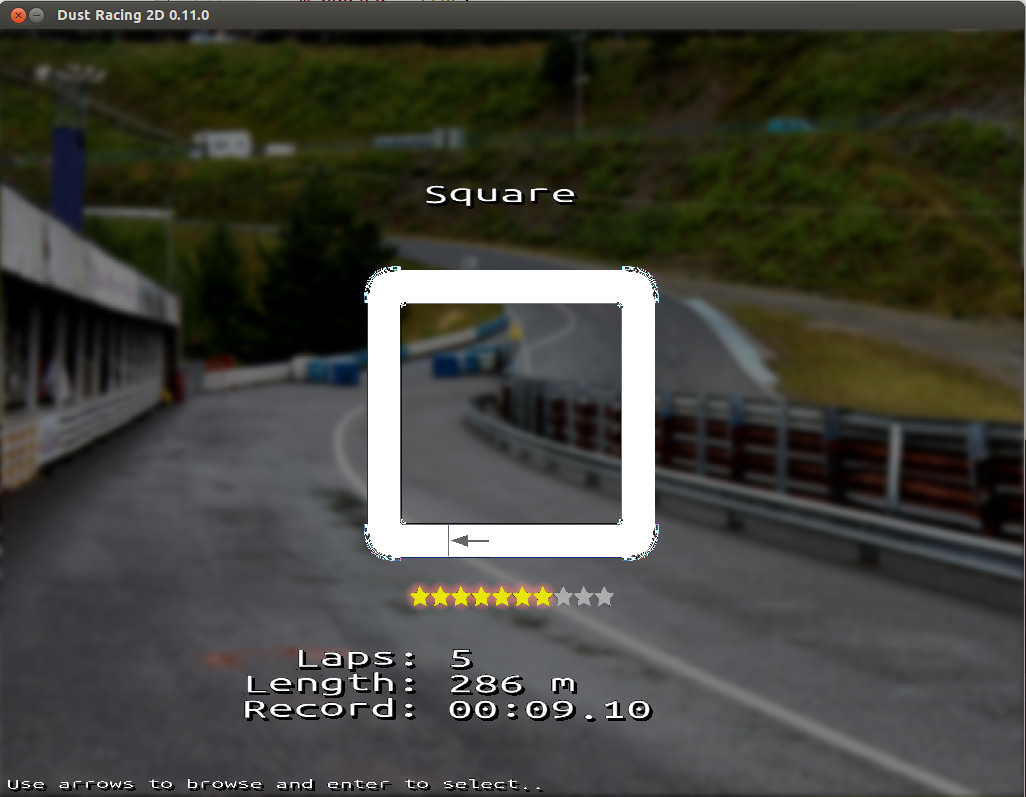 Dust Racing 2D 0.11.0
Square
Laps: 5
Length: 286 m
Record: 00:09.10
Use arrows to browse and enter to select..